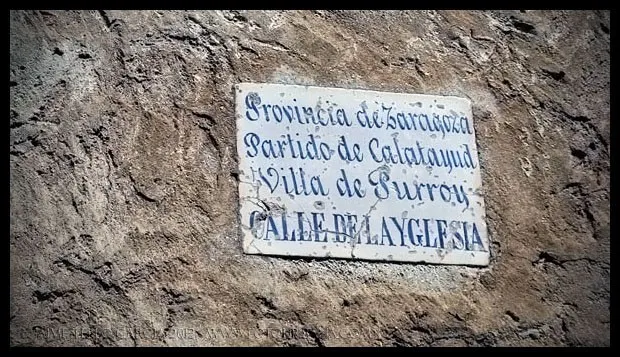 Provincia de Zaragoza
Partido de Calatayud
Villa de Purroy
CALLE DE LA YGLESIA